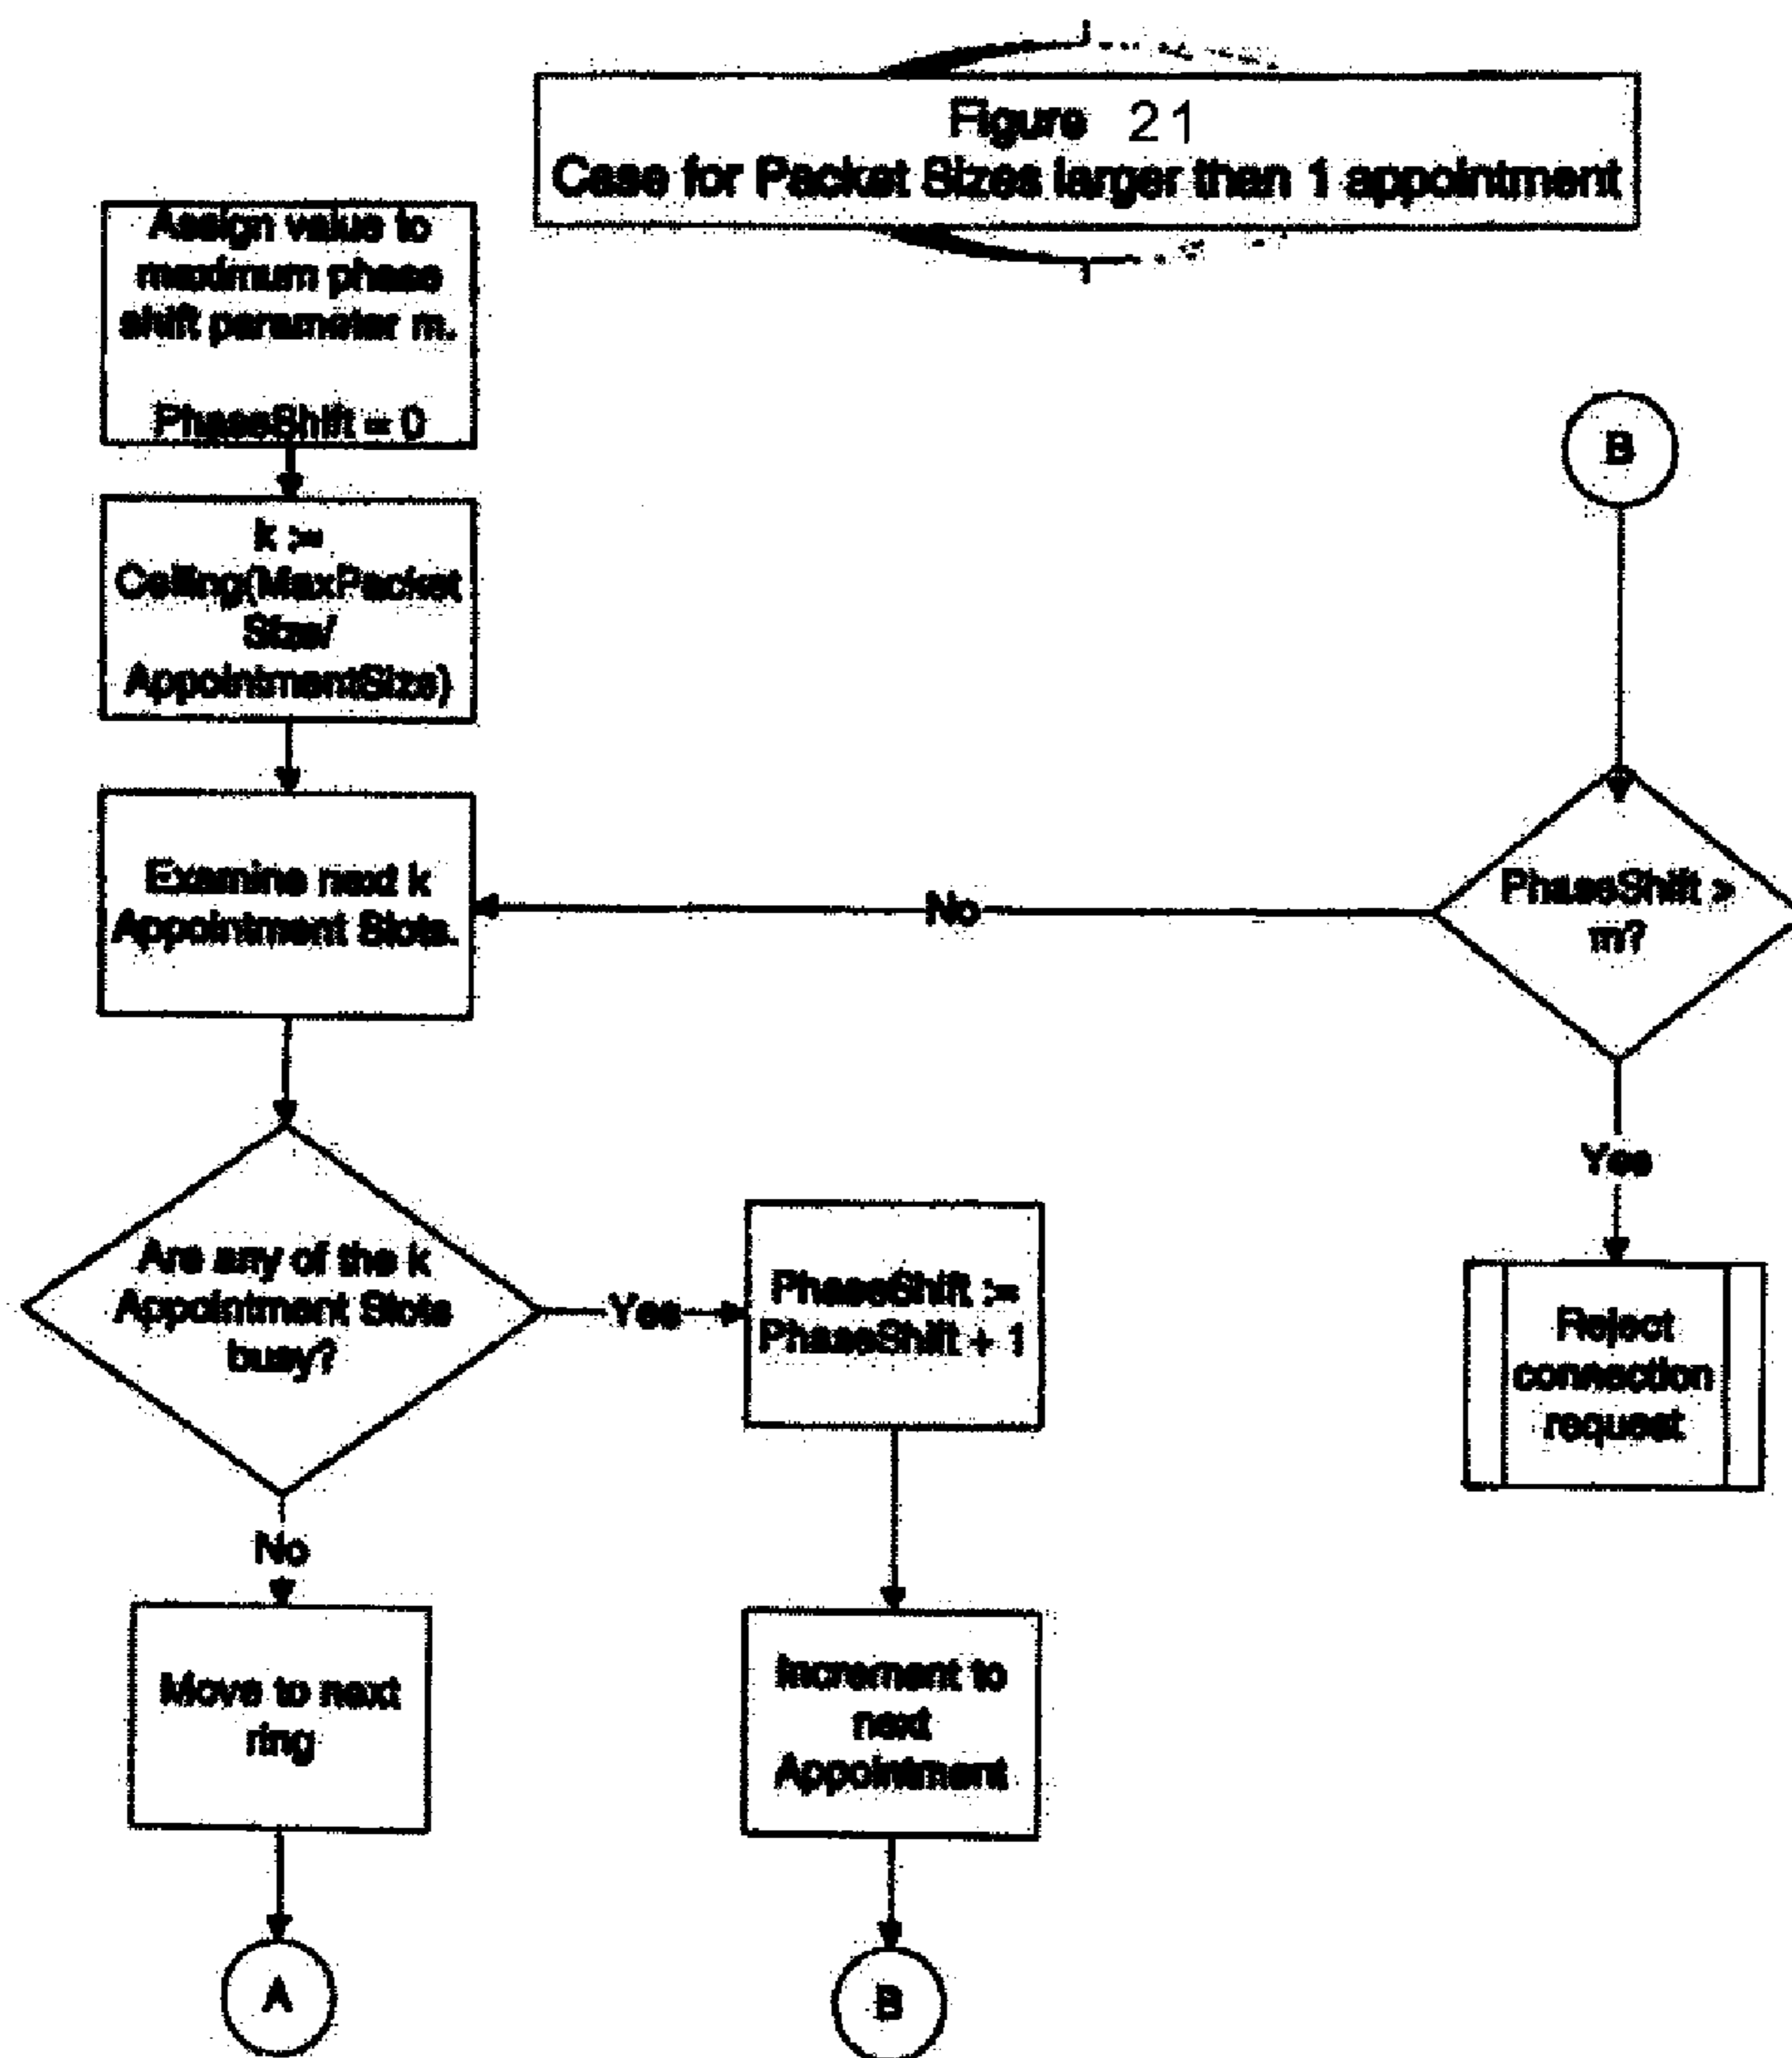 Figure 21
Case for Packet Sizes larger than 1 appointment
Assign value to
maximum phase
shift parameter m.
PhaseShift = 0
k :=
Ceiling(MaxPacket
Size/
AppointmentSize)
Examine next k
Appointment Slots.
Are any of the k
Appointment Slots
busy?
Yes
No
Move to next
ring
A
PhaseShift :=
PhaseShift + 1
Increment to
next
Appointment
B
B
PhaseShift >
m?
No
Yes
Reject
connection
request